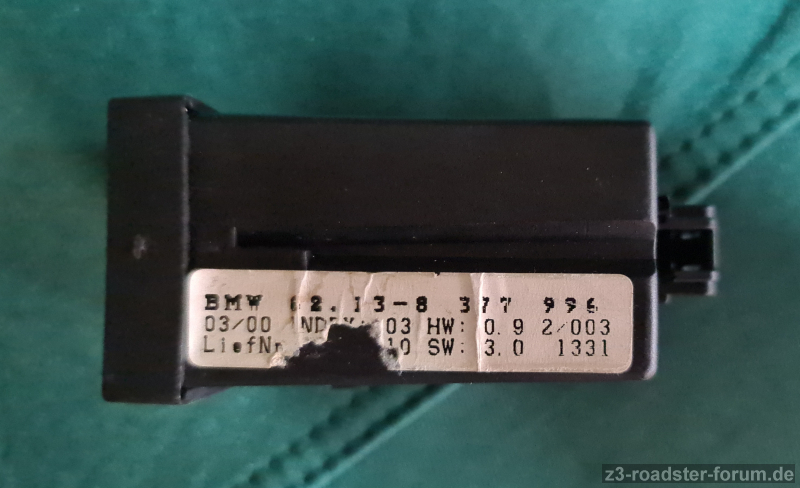 BMW 62.13-8 377 996
03/00 INDEX: 03 HW: 0.9 2/003
LiefNr 10 SW: 3.0 1331
z3-roadster-forum.de